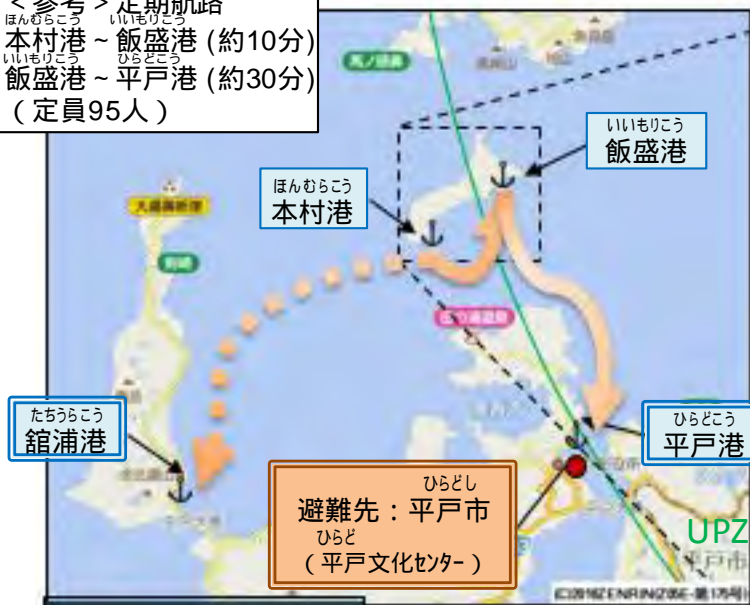 <参考>定期航路
ほんむらこう いいもりこう
本村港 ~ 飯盛港 (約10分)
いいもりこう ひらどこう
飯盛港 ~ 平戸港 (約30分)
(定員95人)
いいもりこう
飯盛港
ほんむらこう
本村港
たちうらこう
舘浦港
ひらどこう
平戸港
ひらどし
避難先:平戸市
ひらど
(平戸文化センター)
UPZ
平戸市